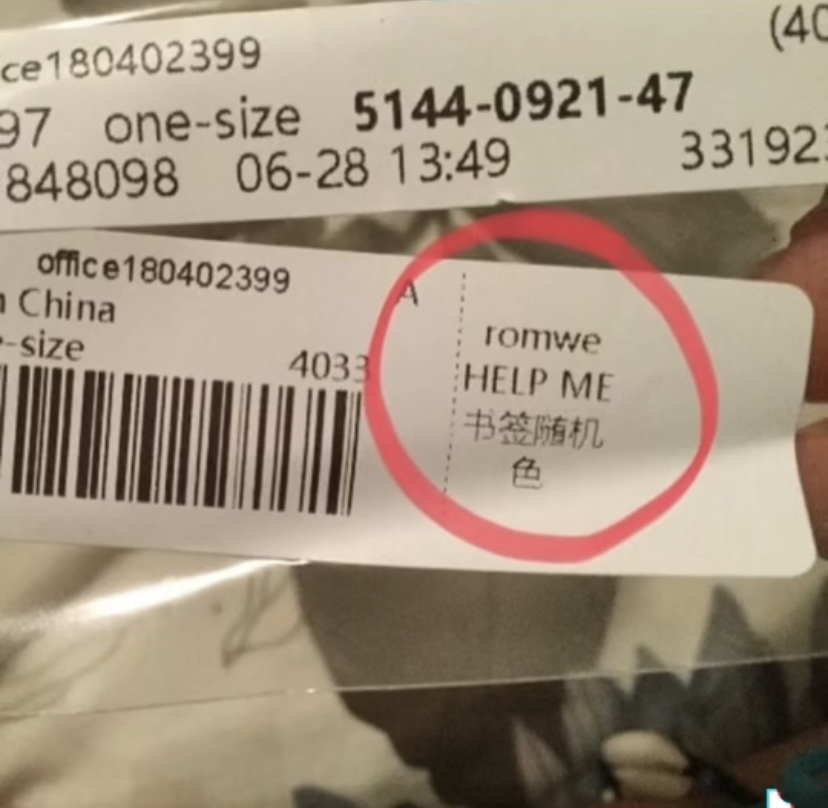 (40
ce180402399
97 one-size 5144-0921-47
848098 06-28 13:49 33192
office180402399
A
China
-size
4033
romwe
HELP ME
书签随机
色